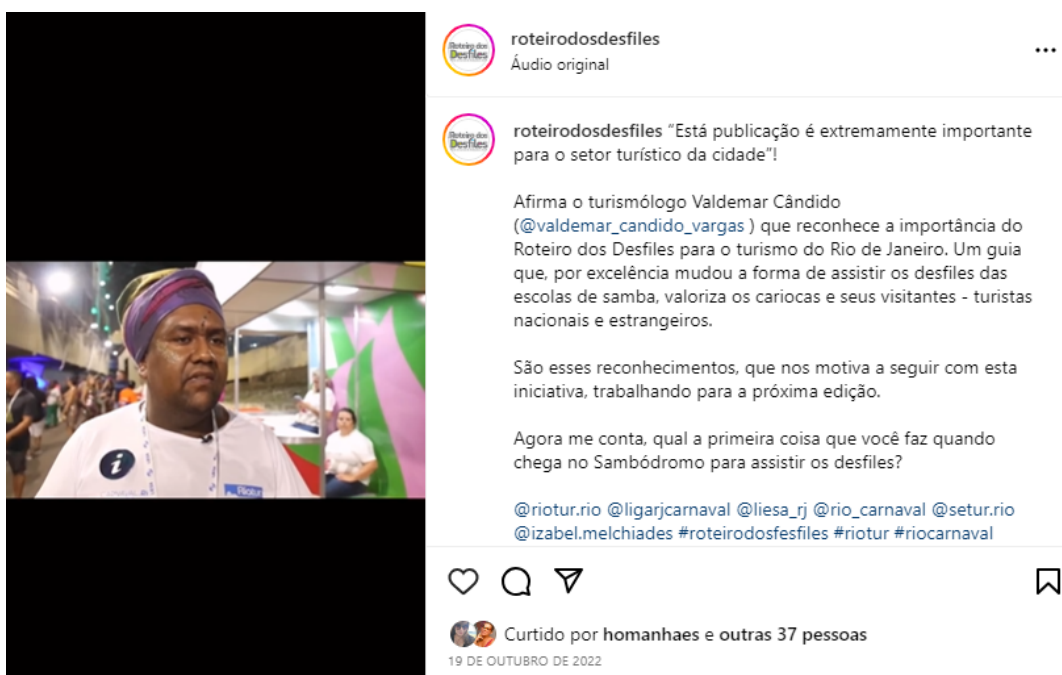 roteirodosdesfiles
Áudio original
Roteiro dos
Desfiles
roteirodosdesfiles “Está publicação é extremamente importante
para o setor turístico da cidade”!
Afirma o turismólogo Valdemar Cândido
(@valdemar_candido_vargas ) que reconhece a importância do
Roteiro dos Desfiles para o turismo do Rio de Janeiro. Um guia
que, por excelência mudou a forma de assistir os desfiles das
escolas de samba, valoriza os cariocas e seus visitantes - turistas
nacionais e estrangeiros.
São esses reconhecimentos, que nos motiva a seguir com esta
iniciativa, trabalhando para a próxima edição.
Agora me conta, qual a primeira coisa que você faz quando
chega no Sambódromo para assistir os desfiles?
@riotur.rio @ligarjcarnaval @liesa_rj @rio_carnaval @setur.rio
@izabel.melchiades #roteirodosfesfiles #riotur #riocarnaval
Curtido por homanhaes e outras 37 pessoas
19 DE OUTUBRO DE 2022
Roteiro dos
Desfiles
i
Riotur